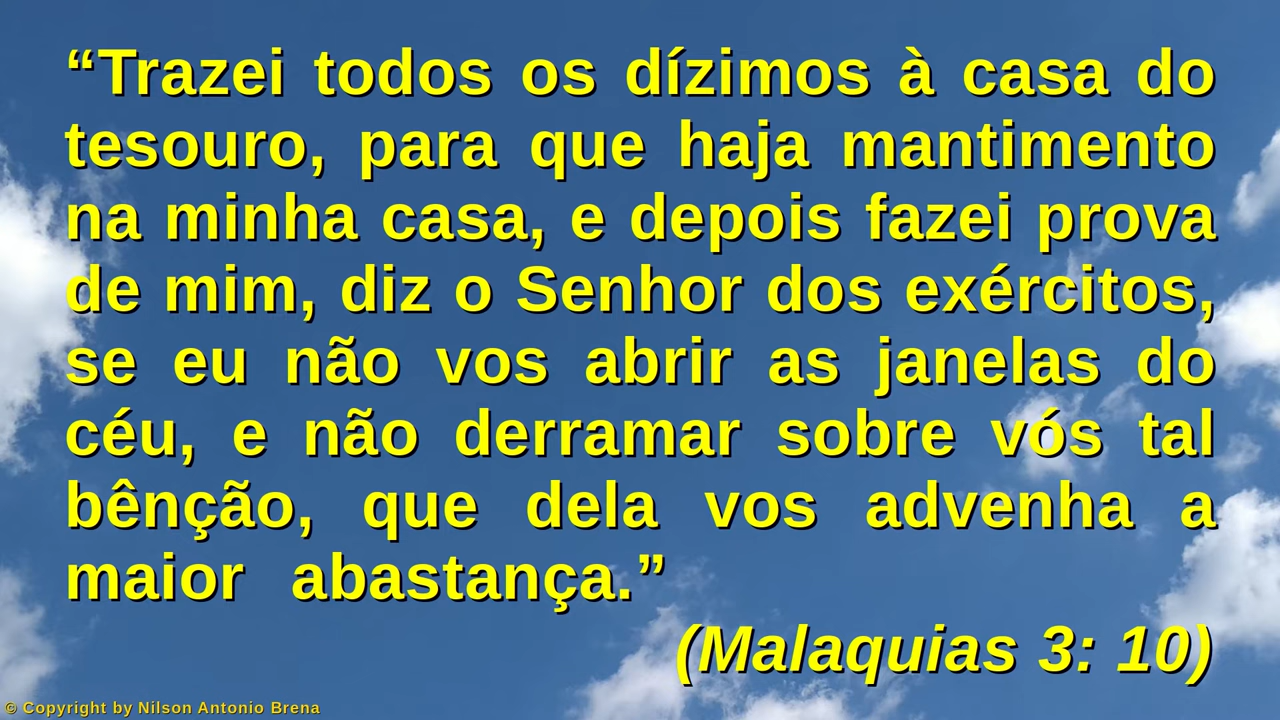 “Trazei todos os dízimos à casa do
tesouro, para que haja mantimento
na minha casa, e depois fazei prova
de mim, diz o Senhor dos exércitos,
se eu não vos abrir as janelas do
céu, e não derramar sobre vós tal
bênção, que dela vos advenha a
maior abastança.”
(Malaquias 3: 10)
© Copyright by Nilson Antonio Brena